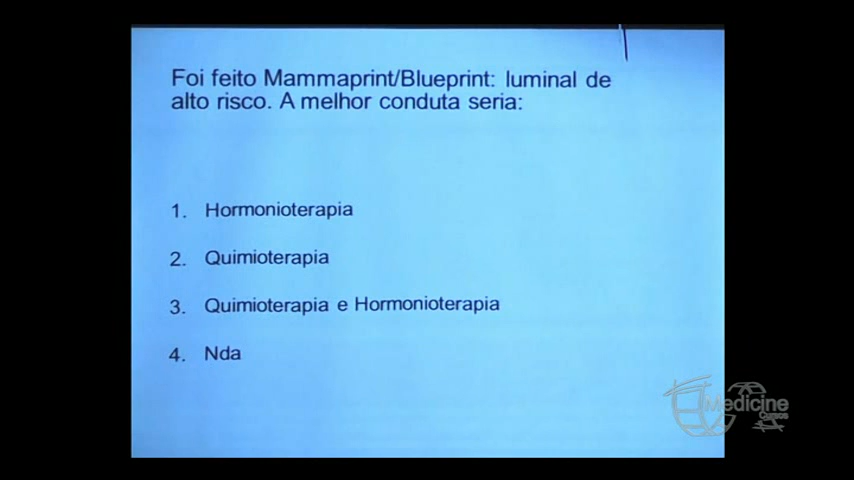 Foi feito Mammaprint/Blueprint: luminal de
alto risco. A melhor conduta seria:
1. Hormonioterapia
2. Quimioterapia
3. Quimioterapia e Hormonioterapia
4. Nda
Medicine
Cursos